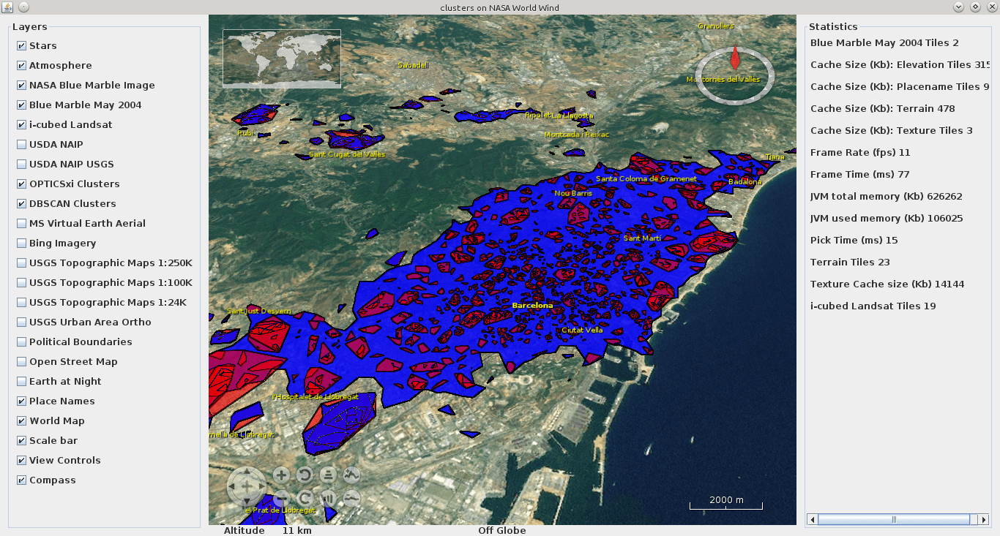 clusters on NASA World Wind
Layers
Stars
Atmosphere
NASA Blue Marble Image
Blue Marble May 2004
i-cubed Landsat
USDA NAIP
USDA NAIP USGS
OPTICSxi Clusters
DBSCAN Clusters
MS Virtual Earth Aerial
Bing Imagery
USGS Topographic Maps 1:250K
USGS Topographic Maps 1:100K
USGS Topographic Maps 1:24K
USGS Urban Area Ortho
Political Boundaries
Open Street Map
Earth at Night
Place Names
World Map
Scale bar
View Controls
Compass
Granollers
Sabadell
Montornès del Vallès
Ripollet
La Llagosta
Rubí
Montcada i Reixac
Sant Cugat del Vallès
Tiana
Santa Coloma de Gramenet
Badalona
Nou Barris
Sant Martí
Barcelona
Sant Just Desvern
Ciutat Vella
l'Hospitalet de Llobregat
rnellà de Llobregat
el Prat de Llobregat
2000 m
Altitude 11 km
Off Globe
Statistics
Blue Marble May 2004 Tiles 2
Cache Size (Kb): Elevation Tiles 315
Cache Size (Kb): Placename Tiles 9
Cache Size (Kb): Terrain 478
Cache Size (Kb): Texture Tiles 3
Frame Rate (fps) 11
Frame Time (ms) 77
JVM total memory (Kb) 626262
JVM used memory (Kb) 106025
Pick Time (ms) 15
Terrain Tiles 23
Texture Cache size (Kb) 14144
i-cubed Landsat Tiles 19